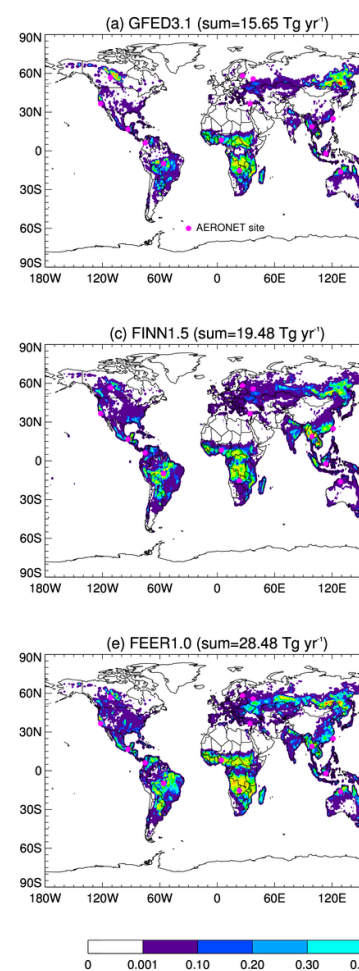 (a) GFED3.1 (sum=15.65 Tg yr⁻¹)
90N
60N
30N
0
30S
60S
90S
AERONET site
180W 120W 60W 0 60E 120E
(c) FINN1.5 (sum=19.48 Tg yr⁻¹)
90N
60N
30N
0
30S
60S
90S
180W 120W 60W 0 60E 120E
(e) FEER1.0 (sum=28.48 Tg yr⁻¹)
90N
60N
30N
0
30S
60S
90S
180W 120W 60W 0 60E 120E
0 0.001 0.10 0.20 0.30